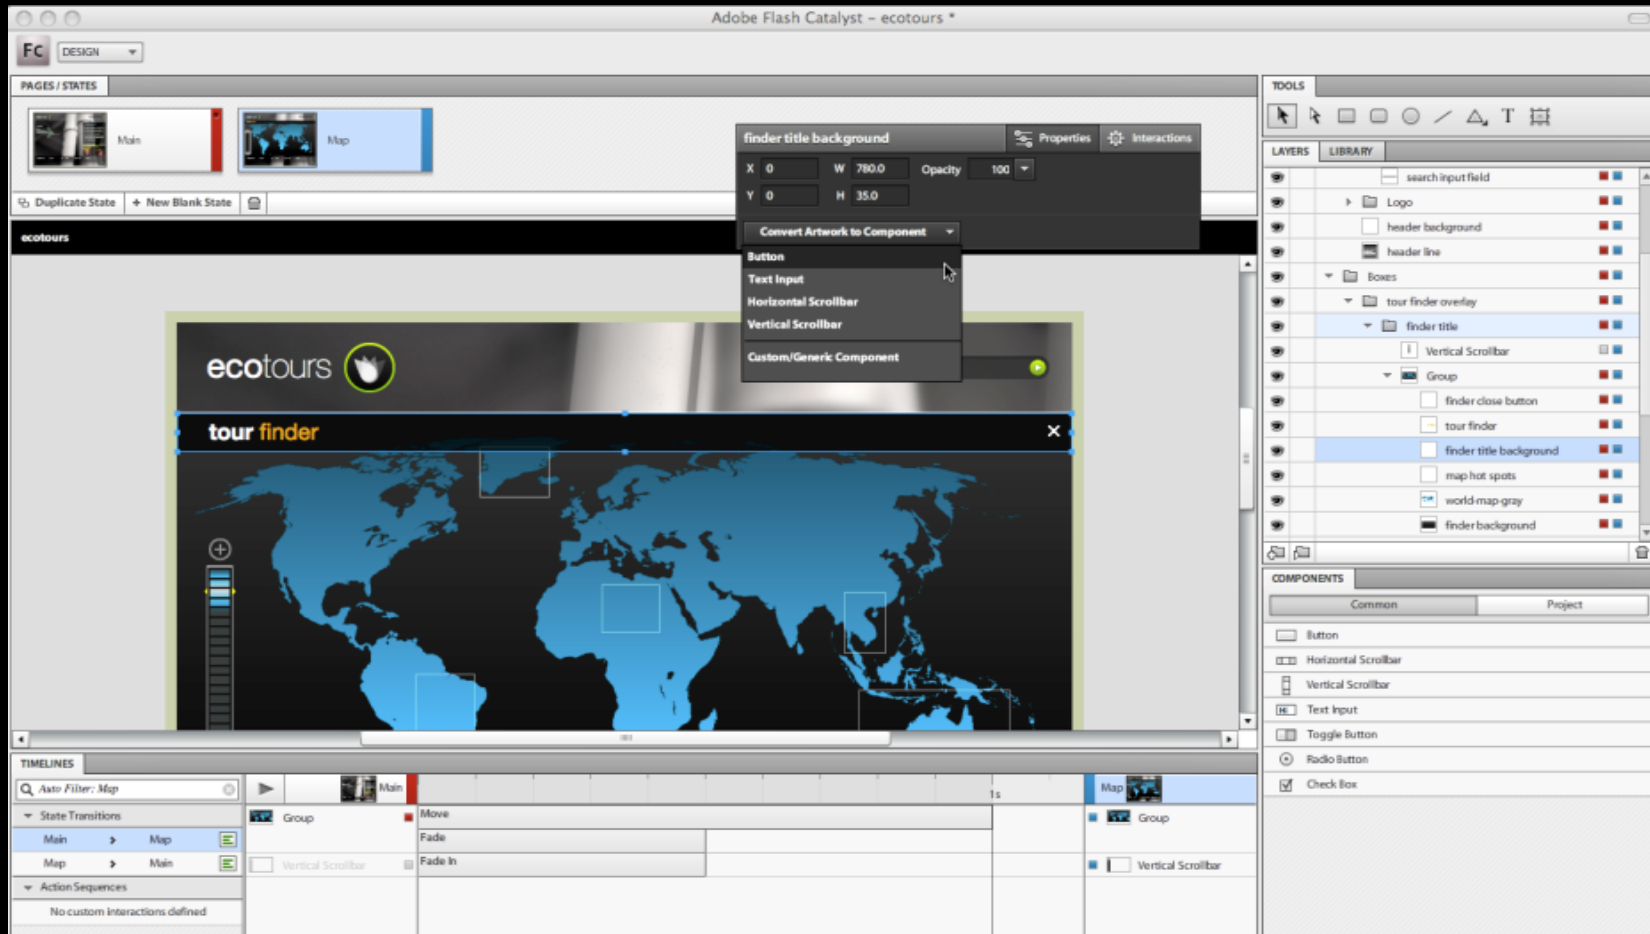 Adobe Flash Catalyst – ecotours *
Fc DESIGN
PAGES / STATES
Main
Map
Duplicate State
+ New Blank State
ecotours
finder title background
Properties
Interactions
X 0 W 780.0 Opacity 100
Y 0 H 35.0
Convert Artwork to Component
Button
Text Input
Horizontal Scrollbar
Vertical Scrollbar
Custom/Generic Component
ecotours
tour finder
TIMELINES
Auto Filter: Map
State Transitions
Main > Map
Map > Main
Action Sequences
No custom interactions defined
Main
1s
Map
Group
Move
Group
Fade
Vertical Scrollbar
Fade In
Vertical Scrollbar
TOOLS
T
LAYERS
LIBRARY
search input field
Logo
header background
header line
Boxes
tour finder overlay
finder title
Vertical Scrollbar
Group
finder close button
tour finder
finder title background
map hot spots
world-map-gray
finder background
COMPONENTS
Common
Project
Button
Horizontal Scrollbar
Vertical Scrollbar
Text Input
Toggle Button
Radio Button
Check Box